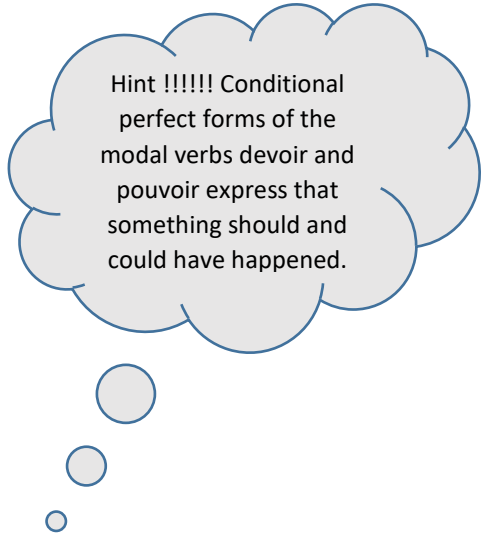 Hint !!!!!! Conditional
perfect forms of the
modal verbs devoir and
pouvoir express that
something should and
could have happened.